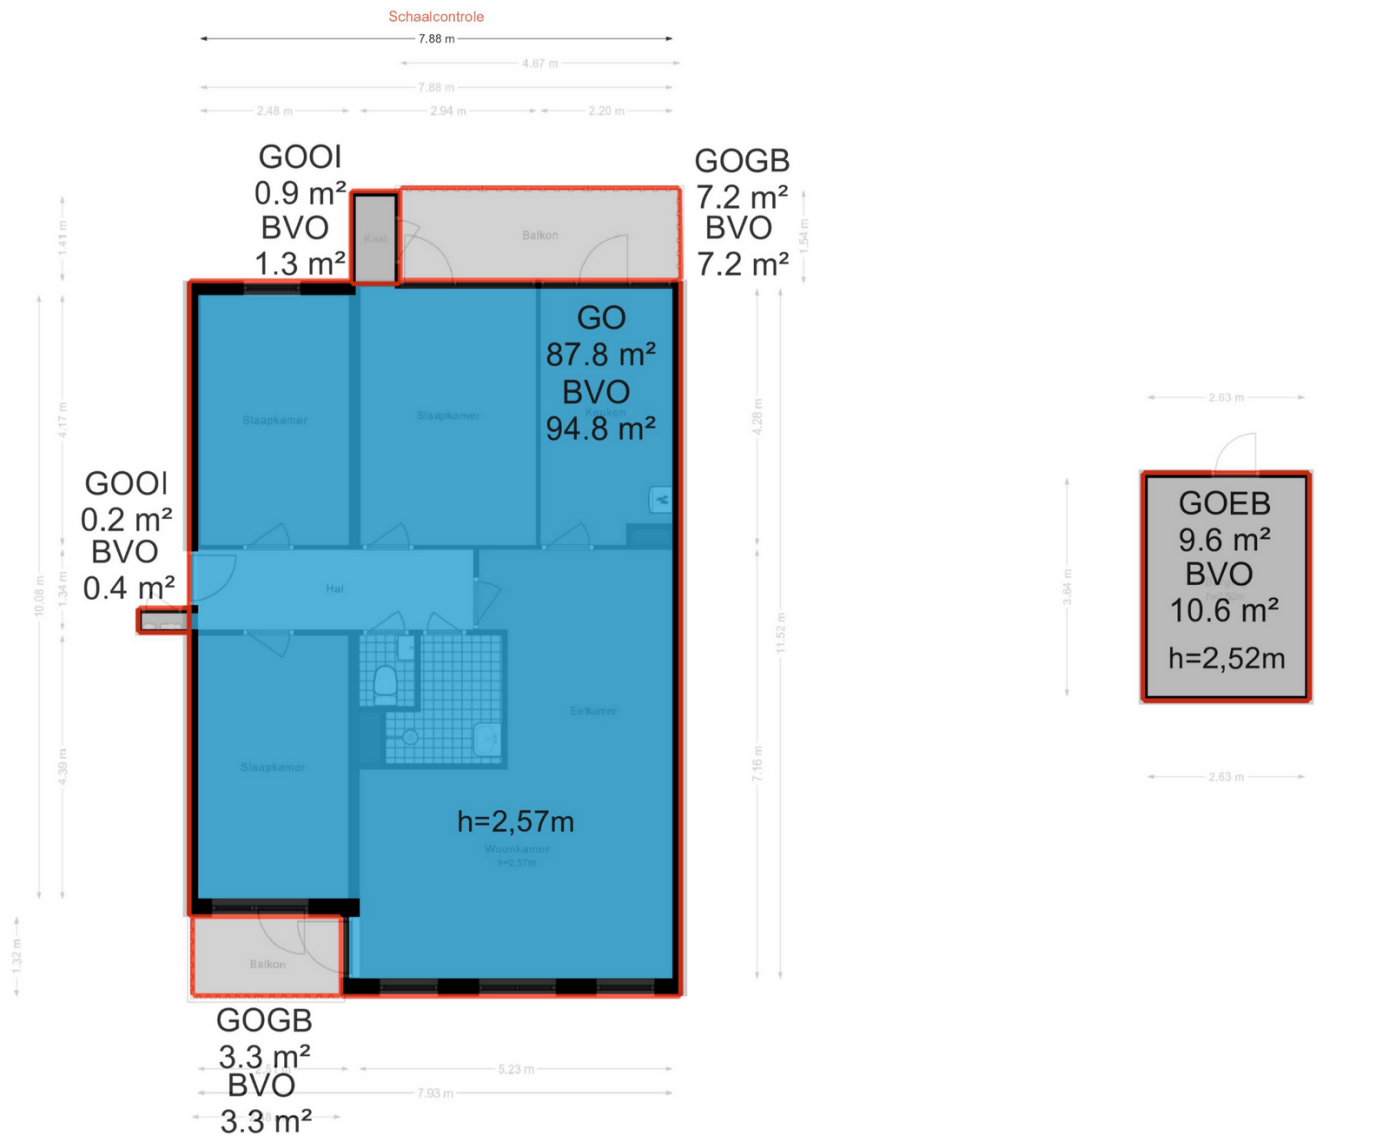 Schaalcontrole
7.88 m
4.67 m
7.88 m
2.48 m
2.94 m
2.20 m
GOOI
0.9 m²
BVO
1.3 m²
GOGB
7.2 m²
BVO
7.2 m²
1.41 m
Kast
Balkon
1.54 m
GO
87.8 m²
BVO
94.8 m²
Slaapkamer
Slaapkamer
Keuken
4.17 m
4.28 m
2.63 m
GOOI
0.2 m²
BVO
0.4 m²
10.08 m
1.34 m
Hal
11.52 m
GOEB
9.6 m²
BVO
10.6 m²
h=2,52m
3.64 m
Eetkamer
Slaapkamer
4.39 m
7.16 m
2.63 m
h=2,57m
Woonkamer
h=2,57m
Balkon
1.32 m
GOGB
3.3 m²
BVO
3.3 m²
5.23 m
7.93 m